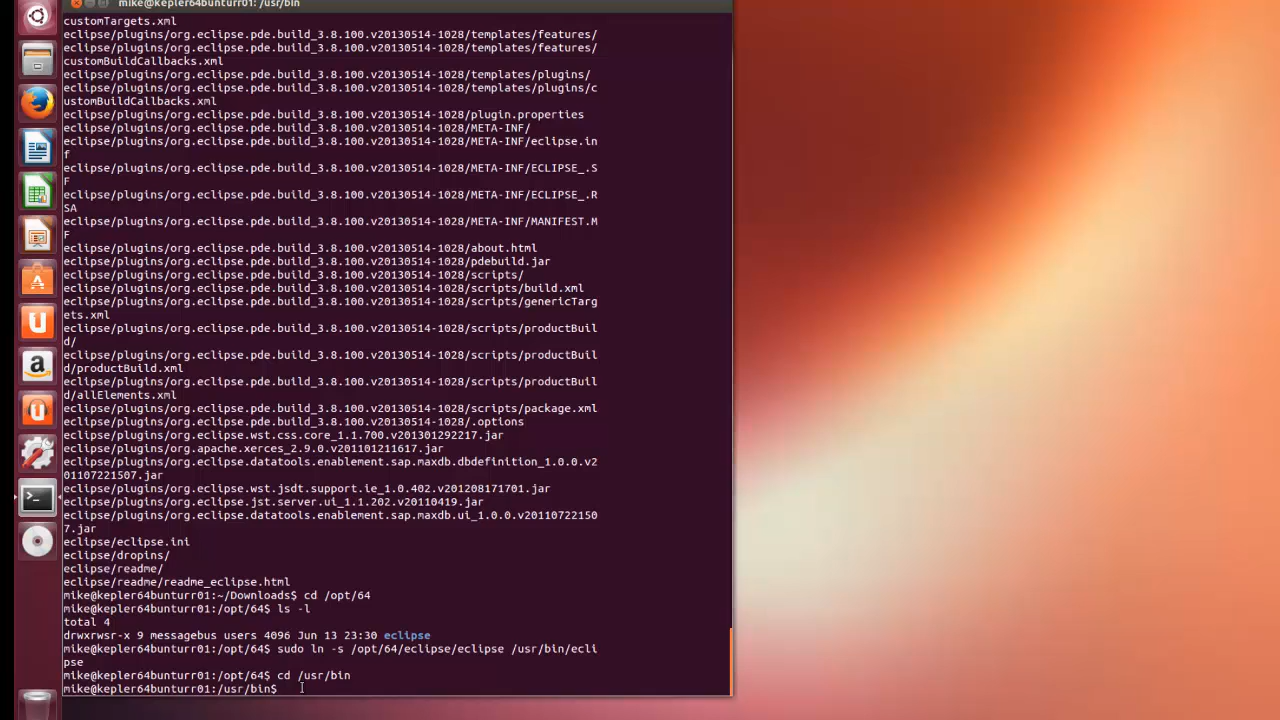 mike@kepler64bunturr01: /usr/bin
customTargets.xml
eclipse/plugins/org.eclipse.pde.build_3.8.100.v20130514-1028/templates/features/
eclipse/plugins/org.eclipse.pde.build_3.8.100.v20130514-1028/templates/features/
customBuildCallbacks.xml
eclipse/plugins/org.eclipse.pde.build_3.8.100.v20130514-1028/templates/plugins/
eclipse/plugins/org.eclipse.pde.build_3.8.100.v20130514-1028/templates/plugins/c
ustomBuildCallbacks.xml
eclipse/plugins/org.eclipse.pde.build_3.8.100.v20130514-1028/plugin.properties
eclipse/plugins/org.eclipse.pde.build_3.8.100.v20130514-1028/META-INF/
eclipse/plugins/org.eclipse.pde.build_3.8.100.v20130514-1028/META-INF/eclipse.in
f
eclipse/plugins/org.eclipse.pde.build_3.8.100.v20130514-1028/META-INF/ECLIPSE_.S
F
eclipse/plugins/org.eclipse.pde.build_3.8.100.v20130514-1028/META-INF/ECLIPSE_.R
SA
eclipse/plugins/org.eclipse.pde.build_3.8.100.v20130514-1028/META-INF/MANIFEST.M
F
eclipse/plugins/org.eclipse.pde.build_3.8.100.v20130514-1028/about.html
eclipse/plugins/org.eclipse.pde.build_3.8.100.v20130514-1028/pdebuild.jar
eclipse/plugins/org.eclipse.pde.build_3.8.100.v20130514-1028/scripts/
eclipse/plugins/org.eclipse.pde.build_3.8.100.v20130514-1028/scripts/build.xml
eclipse/plugins/org.eclipse.pde.build_3.8.100.v20130514-1028/scripts/genericTarg
ets.xml
eclipse/plugins/org.eclipse.pde.build_3.8.100.v20130514-1028/scripts/productBuil
d/
eclipse/plugins/org.eclipse.pde.build_3.8.100.v20130514-1028/scripts/productBuil
d/productBuild.xml
eclipse/plugins/org.eclipse.pde.build_3.8.100.v20130514-1028/scripts/productBuil
d/allElements.xml
eclipse/plugins/org.eclipse.pde.build_3.8.100.v20130514-1028/scripts/package.xml
eclipse/plugins/org.eclipse.pde.build_3.8.100.v20130514-1028/.options
eclipse/plugins/org.eclipse.wst.css.core_1.1.700.v201301292217.jar
eclipse/plugins/org.apache.xerces_2.9.0.v201101211617.jar
eclipse/plugins/org.eclipse.datatools.enablement.sap.maxdb.dbdefinition_1.0.0.v2
01107221507.jar
eclipse/plugins/org.eclipse.wst.jsdt.support.ie_1.0.402.v201208171701.jar
eclipse/plugins/org.eclipse.jst.server.ui_1.1.202.v20110419.jar
eclipse/plugins/org.eclipse.datatools.enablement.sap.maxdb.ui_1.0.0.v20110722150
7.jar
eclipse/eclipse.ini
eclipse/dropins/
eclipse/readme/
eclipse/readme/readme_eclipse.html
mike@kepler64bunturr01:~/Downloads$ cd /opt/64
mike@kepler64bunturr01:/opt/64$ ls -l
total 4
drwxrwsr-x 9 messagebus users 4096 Jun 13 23:30 eclipse
mike@kepler64bunturr01:/opt/64$ sudo ln -s /opt/64/eclipse/eclipse /usr/bin/ecli
pse
mike@kepler64bunturr01:/opt/64$ cd /usr/bin
mike@kepler64bunturr01:/usr/bin$